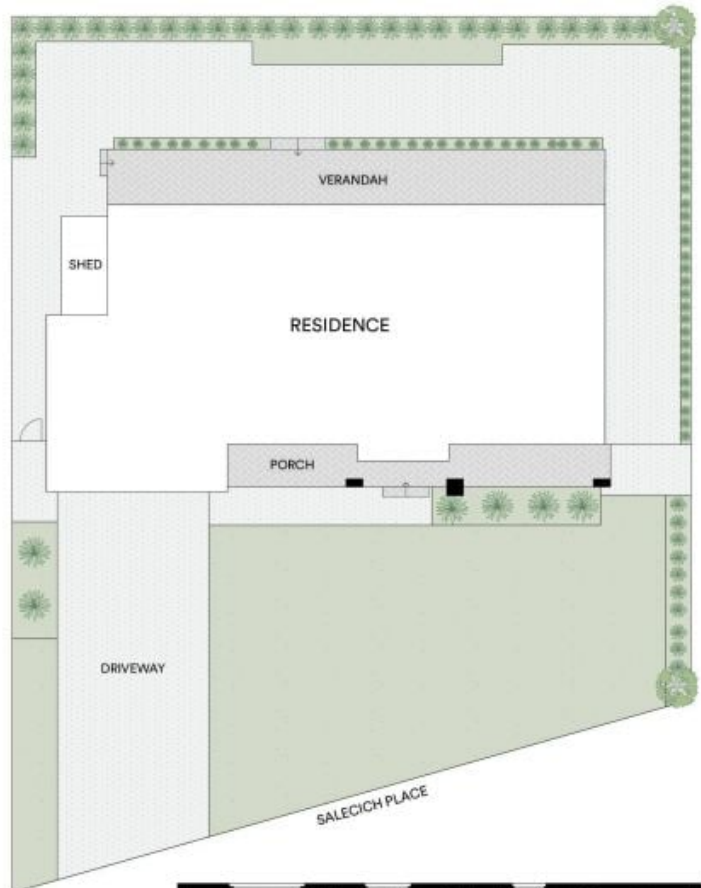 VERANDAH
SHED
RESIDENCE
PORCH
DRIVEWAY
SALECICH PLACE